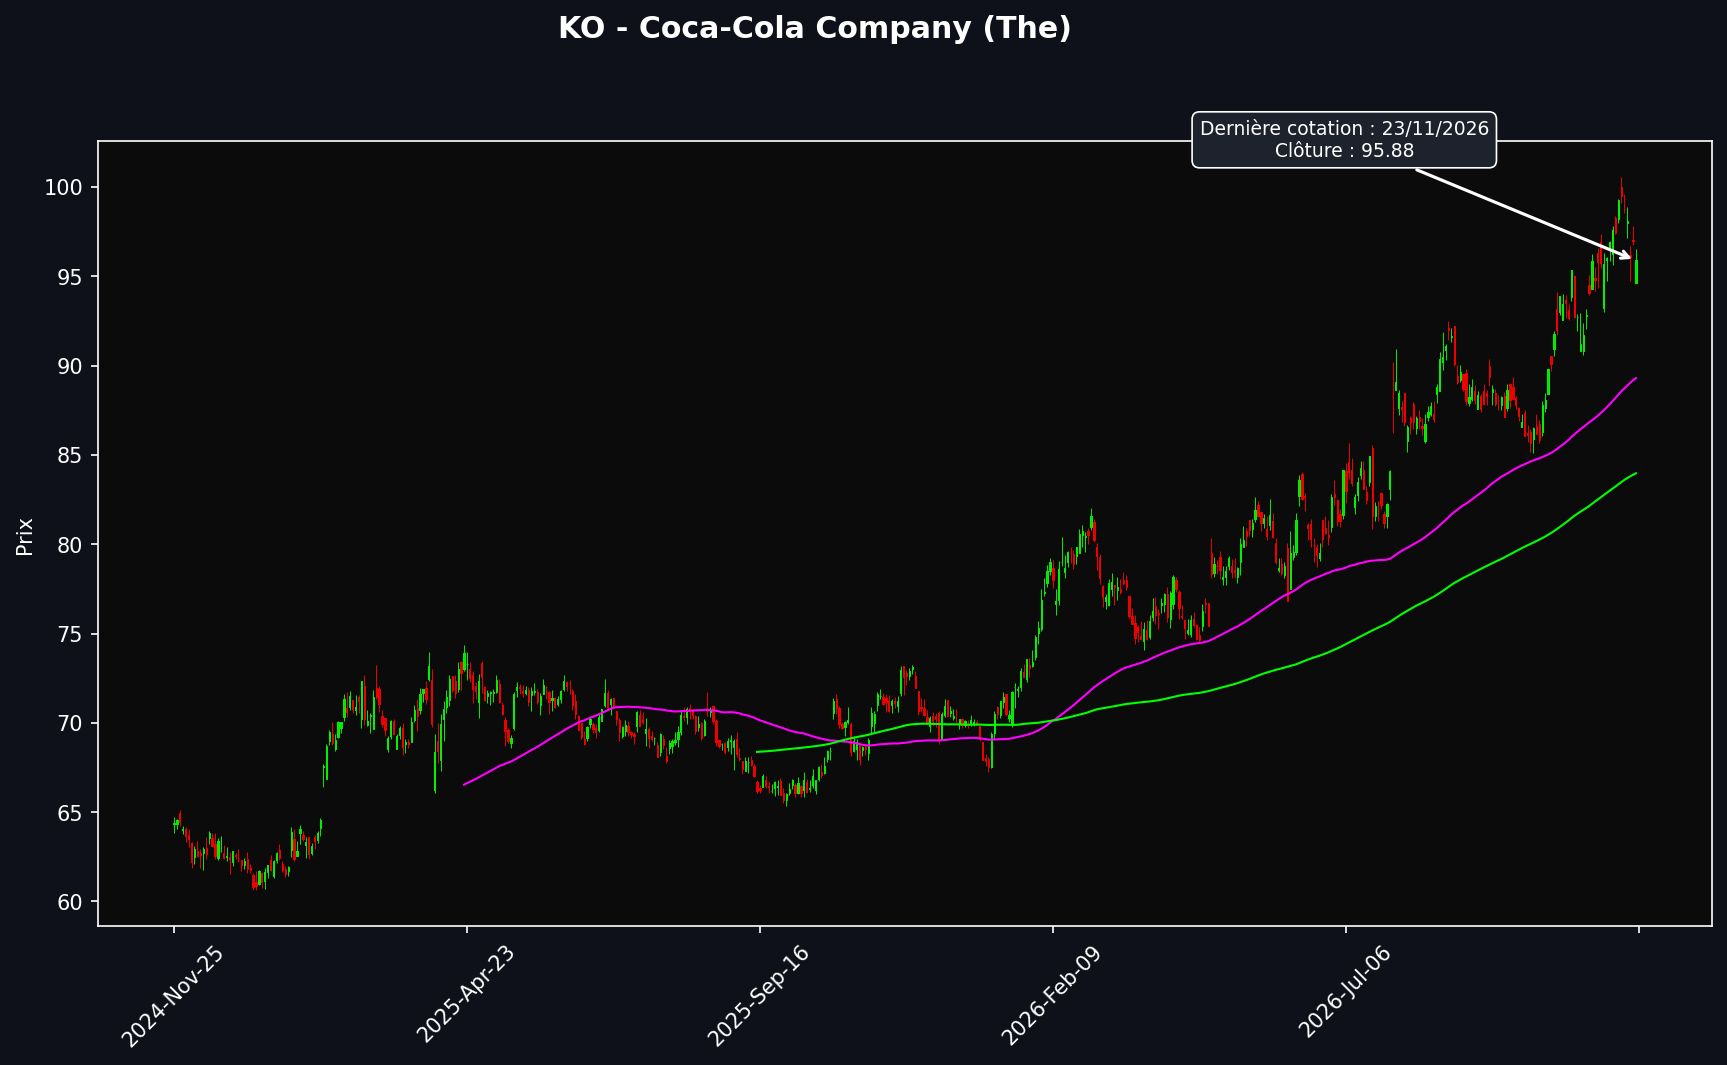 KO - Coca-Cola Company (The)
Dernière cotation : 23/11/2026
Clôture : 95.88
Prix
100
95
90
85
80
75
70
65
60
2024-Nov-25
2025-Apr-23
2025-Sep-16
2026-Feb-09
2026-Jul-06